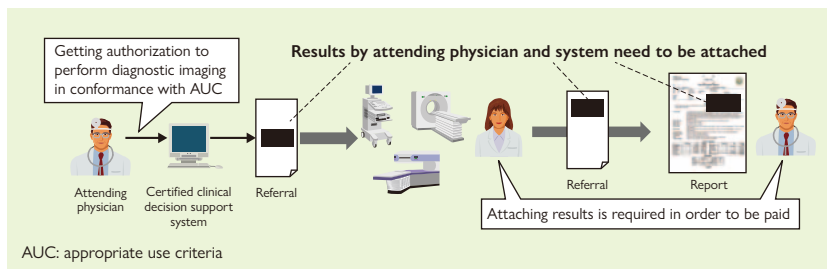 Getting authorization to
perform diagnostic imaging
in conformance with AUC
Results by attending physician and system need to be attached
Attending
physician
Certified clinical
decision support
system
Referral
Referral
Report
Attaching results is required in order to be paid
AUC: appropriate use criteria